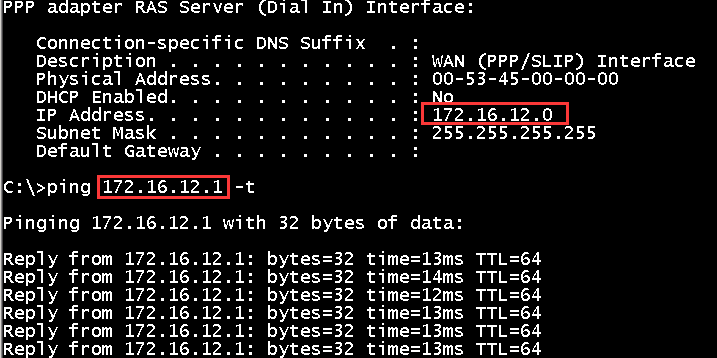 PPP adapter RAS Server (Dial In) Interface:
Connection-specific DNS Suffix  . :
Description . . . . . . . . . . . : WAN (PPP/SLIP) Interface
Physical Address. . . . . . . . . : 00-53-45-00-00-00
DHCP Enabled. . . . . . . . . . . : No
IP Address. . . . . . . . . . . . : 172.16.12.0
Subnet Mask . . . . . . . . . . . : 255.255.255.255
Default Gateway . . . . . . . . . :
C:\>ping 172.16.12.1 -t
Pinging 172.16.12.1 with 32 bytes of data:
Reply from 172.16.12.1: bytes=32 time=13ms TTL=64
Reply from 172.16.12.1: bytes=32 time=14ms TTL=64
Reply from 172.16.12.1: bytes=32 time=12ms TTL=64
Reply from 172.16.12.1: bytes=32 time=13ms TTL=64
Reply from 172.16.12.1: bytes=32 time=13ms TTL=64
Reply from 172.16.12.1: bytes=32 time=13ms TTL=64